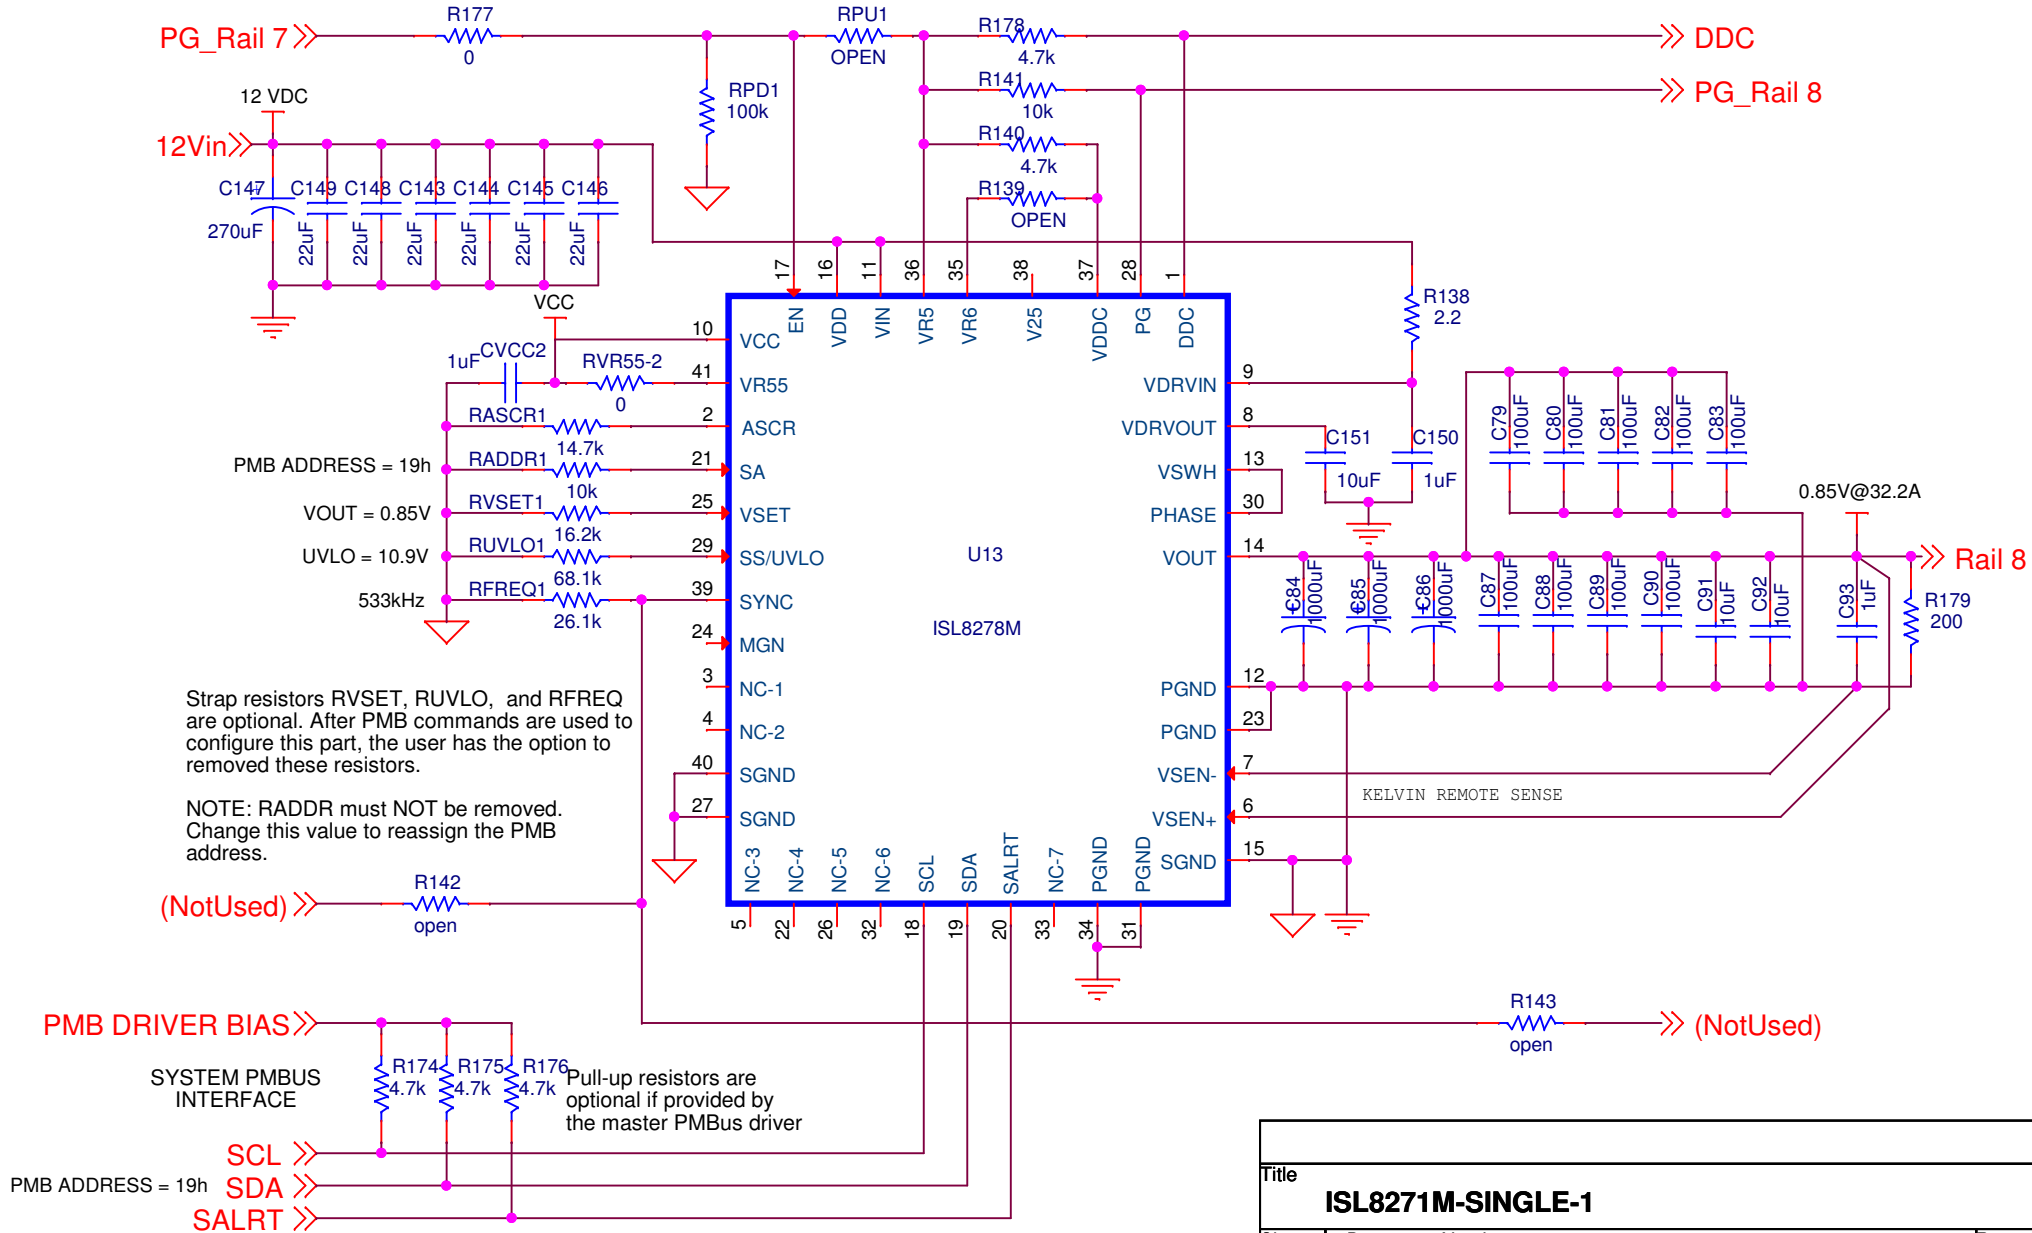 R177
RPU1
R178
PG_Rail 7
0
OPEN
4.7k
DDC
R141
10k
PG_Rail 8
RPD1
100k
12 VDC
12Vin
R140
4.7k
R139
OPEN
C147
C149
C148
C143
C144
C145
C146
270uF
22uF
22uF
22uF
22uF
22uF
22uF
17
16
11
36
35
38
37
28
1
EN
VDD
VIN
VR5
VR6
V25
VDDC
PG
DDC
R138
2.2
VCC
10
VCC
CVCC2
1uF
RVR55-2
0
41
VR55
RASCR1
14.7k
2
ASCR
PMB ADDRESS = 19h
RADDR1
10k
21
SA
VOUT = 0.85V
RVSET1
16.2k
25
VSET
UVLO = 10.9V
RUVLO1
68.1k
29
SS/UVLO
533kHz
RFREQ1
26.1k
39
SYNC
24
MGN
3
NC-1
4
NC-2
40
SGND
27
SGND
U13
ISL8278M
VDRVIN
9
VDRVOUT
8
VSWH
13
PHASE
30
VOUT
14
PGND
12
PGND
23
VSEN-
7
VSEN+
6
SGND
15
C151
10uF
C150
1uF
C79
100uF
C80
100uF
C81
100uF
C82
100uF
C83
100uF
0.85V@32.2A
Rail 8
C84
1000uF
C85
1000uF
C86
1000uF
C87
100uF
C88
100uF
C89
100uF
C90
100uF
C91
10uF
C92
10uF
C93
1uF
R179
200
KELVIN REMOTE SENSE
Strap resistors RVSET, RUVLO,  and RFREQ
are optional. After PMB commands are used to
configure this part, the user has the option to
removed these resistors.
NOTE: RADDR must NOT be removed.
Change this value to reassign the PMB
address.
NC-3
NC-4
NC-5
NC-6
SCL
SDA
SALRT
NC-7
PGND
PGND
5
22
26
32
18
19
20
33
34
31
(NotUsed)
R142
open
R143
open
(NotUsed)
PMB DRIVER BIAS
SYSTEM PMBUS
INTERFACE
R174
4.7k
R175
4.7k
R176
4.7k
Pull-up resistors are
optional if provided by
the master PMBus driver
SCL
PMB ADDRESS = 19h
SDA
SALRT
Title
ISL8271M-SINGLE-1